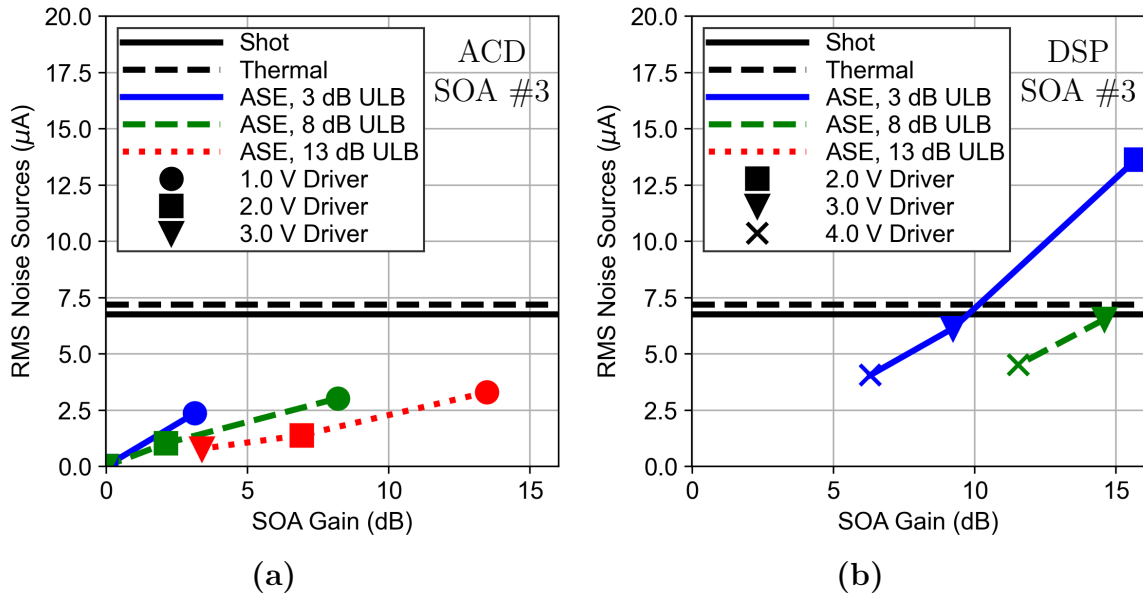 20.0
17.5
15.0
12.5
10.0
7.5
5.0
2.5
0.0
RMS Noise Sources (μA)
Shot
Thermal
ASE, 3 dB ULB
ASE, 8 dB ULB
ASE, 13 dB ULB
1.0 V Driver
2.0 V Driver
3.0 V Driver
ACD
SOA #3
0 5 10 15
SOA Gain (dB)
(a)
20.0
17.5
15.0
12.5
10.0
7.5
5.0
2.5
0.0
RMS Noise Sources (μA)
Shot
Thermal
ASE, 3 dB ULB
ASE, 8 dB ULB
ASE, 13 dB ULB
2.0 V Driver
3.0 V Driver
4.0 V Driver
DSP
SOA #3
0 5 10 15
SOA Gain (dB)
(b)